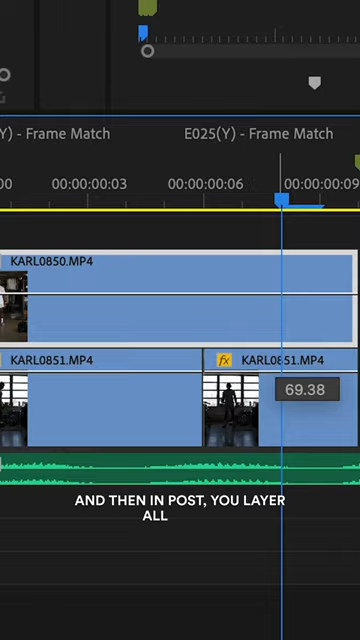 Y) - Frame Match
E025(Y) - Frame Match
00
00:00:00:03
00:00:00:06
00:00:00:09
KARL0850.MP4
KARL0851.MP4
fx
KARL0851.MP4
69.38
AND THEN IN POST, YOU LAYER
ALL